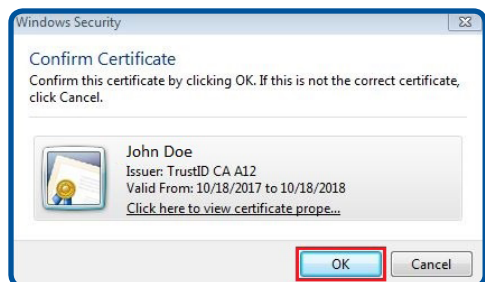 Windows Security
Confirm Certificate
Confirm this certificate by clicking OK. If this is not the correct certificate,
click Cancel.
John Doe
Issuer: TrustID CA A12
Valid From: 10/18/2017 to 10/18/2018
Click here to view certificate prope...
OK
Cancel